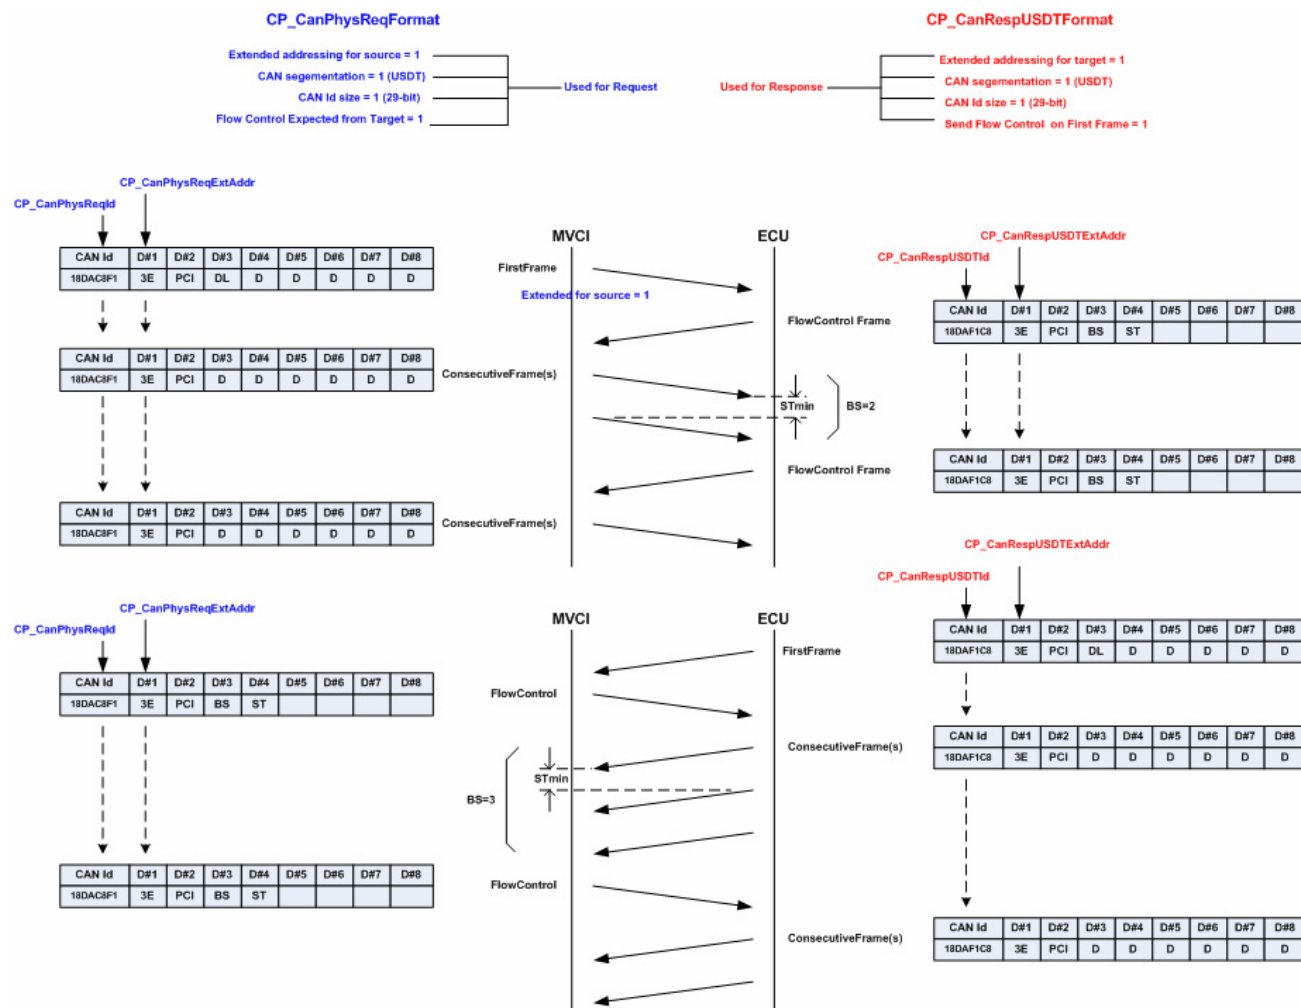 CP_CanPhysReqFormat
CP_CanRespUSDTFormat
Extended addressing for source = 1
CAN segementation = 1 (USDT)
CAN Id size = 1 (29-bit)
Flow Control Expected from Target = 1
Used for Request
Used for Response
Extended addressing for target = 1
CAN segementation = 1 (USDT)
CAN Id size = 1 (29-bit)
Send Flow Control on First Frame = 1
CP_CanPhysReqExtAddr
CP_CanPhysReqId
CAN Id D#1 D#2 D#3 D#4 D#5 D#6 D#7 D#8
18DAC8F1 3E PCI DL D D D D D
CAN Id D#1 D#2 D#3 D#4 D#5 D#6 D#7 D#8
18DAC8F1 3E PCI D D D D D D
CAN Id D#1 D#2 D#3 D#4 D#5 D#6 D#7 D#8
18DAC8F1 3E PCI D D D D D D
MVCI
ECU
FirstFrame
Extended for source = 1
FlowControl Frame
ConsecutiveFrame(s)
STmin
BS=2
FlowControl Frame
ConsecutiveFrame(s)
CP_CanRespUSDTExtAddr
CP_CanRespUSDTId
CAN Id D#1 D#2 D#3 D#4 D#5 D#6 D#7 D#8
18DAF1C8 3E PCI BS ST
CAN Id D#1 D#2 D#3 D#4 D#5 D#6 D#7 D#8
18DAF1C8 3E PCI BS ST
CP_CanPhysReqExtAddr
CP_CanPhysReqId
CAN Id D#1 D#2 D#3 D#4 D#5 D#6 D#7 D#8
18DAC8F1 3E PCI BS ST
CAN Id D#1 D#2 D#3 D#4 D#5 D#6 D#7 D#8
18DAC8F1 3E PCI BS ST
MVCI
ECU
FirstFrame
FlowControl
ConsecutiveFrame(s)
STmin
BS=3
FlowControl
ConsecutiveFrame(s)
CP_CanRespUSDTExtAddr
CP_CanRespUSDTId
CAN Id D#1 D#2 D#3 D#4 D#5 D#6 D#7 D#8
18DAF1C8 3E PCI DL D D D D D
CAN Id D#1 D#2 D#3 D#4 D#5 D#6 D#7 D#8
18DAF1C8 3E PCI D D D D D D
CAN Id D#1 D#2 D#3 D#4 D#5 D#6 D#7 D#8
18DAF1C8 3E PCI D D D D D D